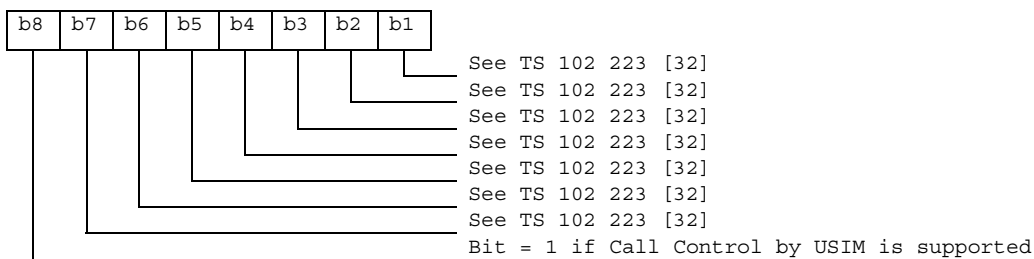 b8 b7 b6 b5 b4 b3 b2 b1
See TS 102 223 [32]
See TS 102 223 [32]
See TS 102 223 [32]
See TS 102 223 [32]
See TS 102 223 [32]
See TS 102 223 [32]
See TS 102 223 [32]
Bit = 1 if Call Control by USIM is supported